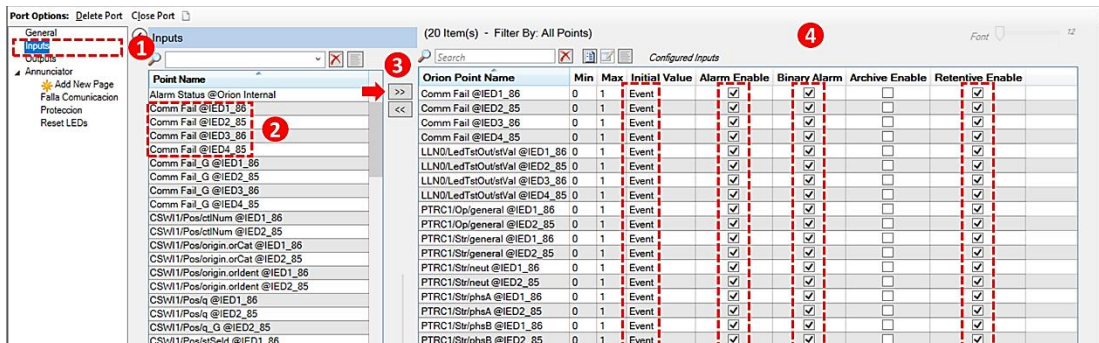 Port Options: Delete Port Close Port
General
Inputs
Outputs
Annunciator
Add New Page
Falla Comunicacion
Proteccion
Reset LEDs
1
Inputs
Point Name
Alarm Status @Orion Internal
Comm Fail @IED1_86
Comm Fail @IED2_85
Comm Fail @IED3_86
Comm Fail @IED4_85
2
Comm Fail_G @IED1_86
Comm Fail_G @IED2_85
Comm Fail_G @IED3_86
Comm Fail_G @IED4_85
CSWI1/Pos/ctlNum @IED1_86
CSWI1/Pos/ctlNum @IED2_85
CSWI1/Pos/origin.orCat @IED1_86
CSWI1/Pos/origin.orCat @IED2_85
CSWI1/Pos/origin.orIdent @IED1_86
CSWI1/Pos/origin.orIdent @IED2_85
CSWI1/Pos/q @IED1_86
CSWI1/Pos/q @IED2_85
CSWI1/Pos/q_G @IED2_85
CSWI1/Pos/stSeld @IED1_86
3
>>
<<
(20 Item(s) - Filter By: All Points)
4
Font 12
Search Configured Inputs
Orion Point Name Min Max Initial Value Alarm Enable Binary Alarm Archive Enable Retentive Enable
Comm Fail @IED1_86 0 1 Event
Comm Fail @IED2_85 0 1 Event
Comm Fail @IED3_86 0 1 Event
Comm Fail @IED4_85 0 1 Event
LLN0/LedTstOut/stVal @IED1_86 0 1 Event
LLN0/LedTstOut/stVal @IED2_85 0 1 Event
LLN0/LedTstOut/stVal @IED3_86 0 1 Event
LLN0/LedTstOut/stVal @IED4_85 0 1 Event
PTRC1/Op/general @IED1_86 0 1 Event
PTRC1/Op/general @IED2_85 0 1 Event
PTRC1/Str/general @IED1_86 0 1 Event
PTRC1/Str/general @IED2_85 0 1 Event
PTRC1/Str/neut @IED1_86 0 1 Event
PTRC1/Str/neut @IED2_85 0 1 Event
PTRC1/Str/phsA @IED1_86 0 1 Event
PTRC1/Str/phsA @IED2_85 0 1 Event
PTRC1/Str/phsB @IED1_86 0 1 Event
PTRC1/Str/phsB @IED2_85 0 1 Event